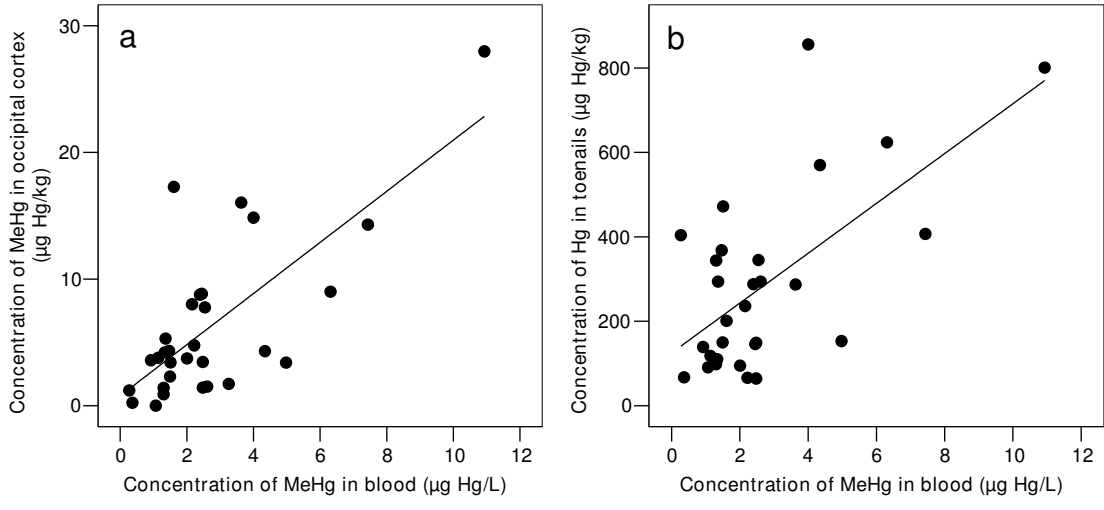 a
Concentration of MeHg in occipital cortex
(µg Hg/kg)
30
20
10
0
0 2 4 6 8 10 12
Concentration of MeHg in blood (µg Hg/L)
b
Concentration of Hg in toenails (µg Hg/kg)
800
600
400
200
0
0 2 4 6 8 10 12
Concentration of MeHg in blood (µg Hg/L)